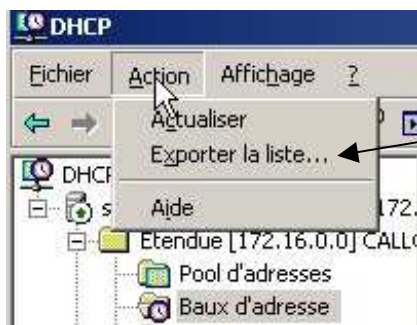 DHCP
Fichier Action Affichage ?
Actualiser
Exporter la liste...
Aide
DHCP
s 172.
Etendue [172.16.0.0] CALLO
Pool d'adresses
Baux d'adresse